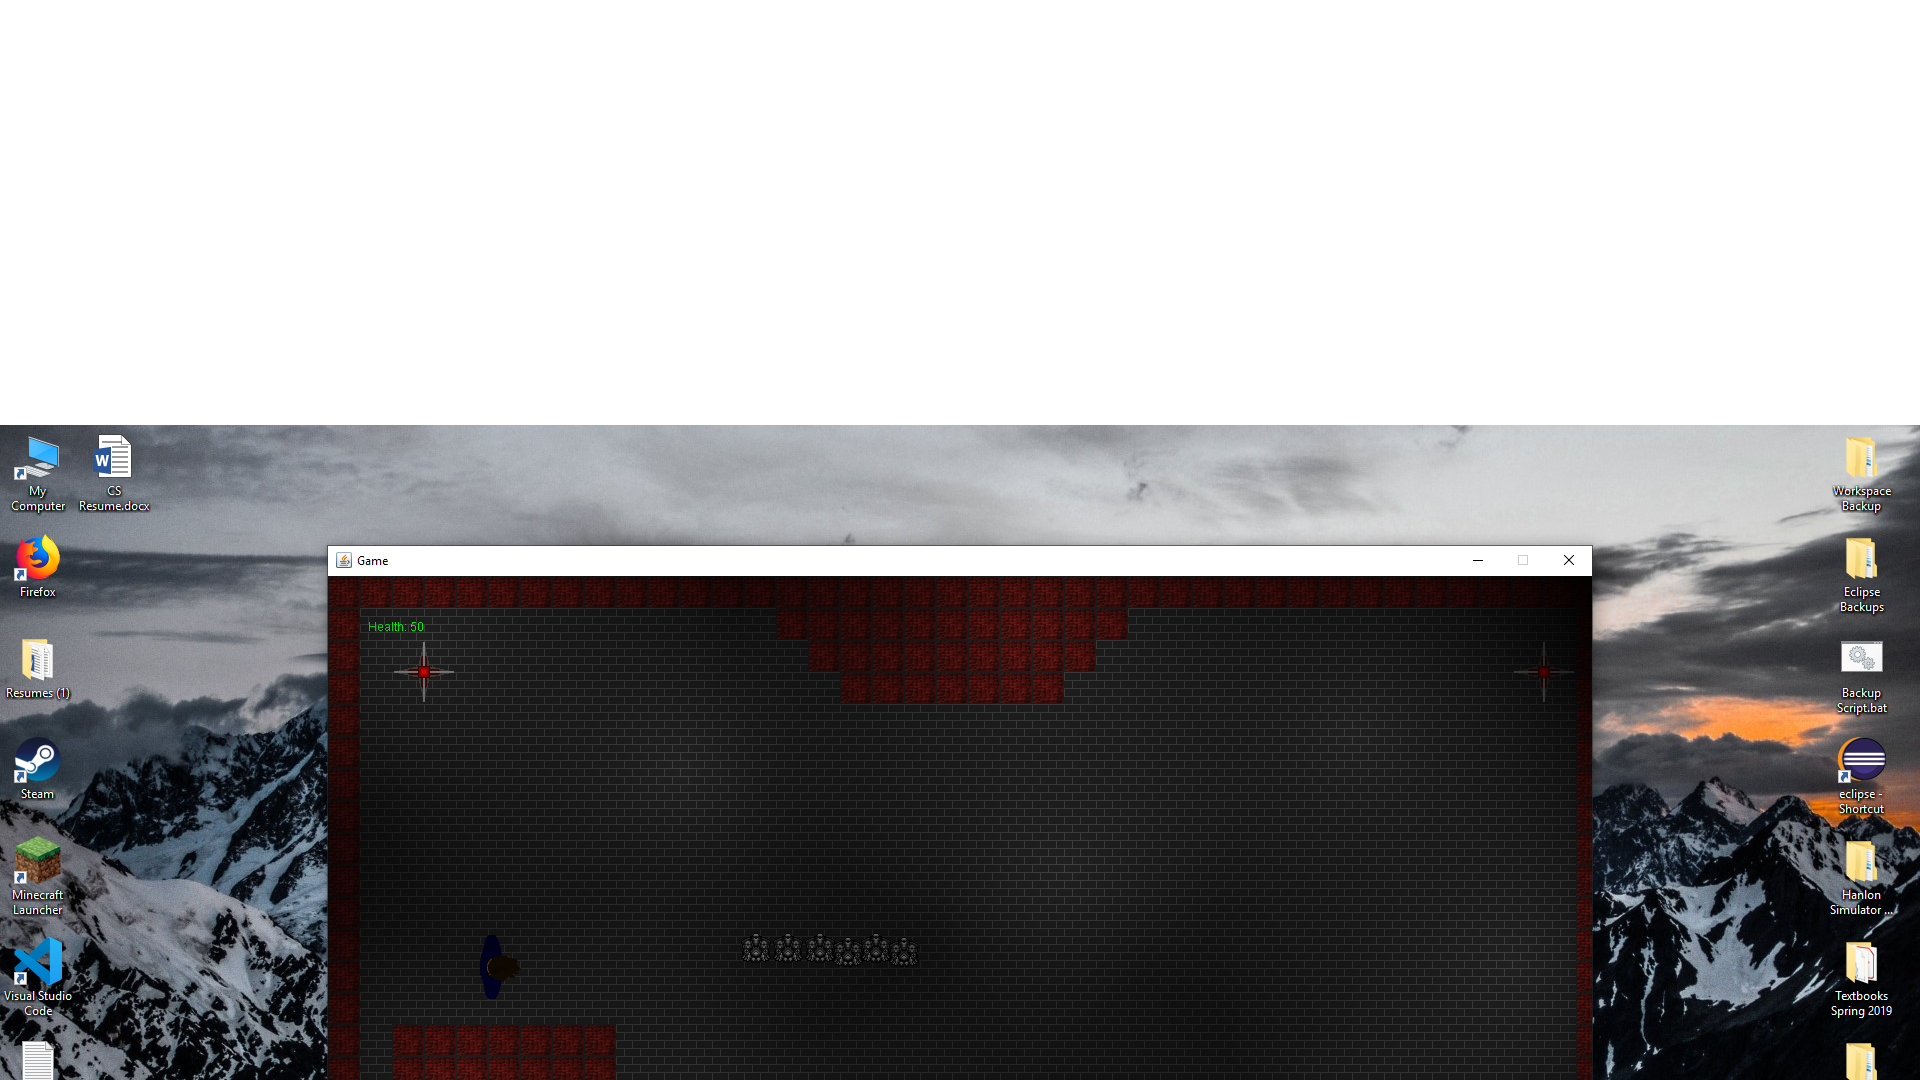 My
Computer
CS
Resume.docx
Firefox
Resumes (1)
Steam
Minecraft
Launcher
Visual Studio
Code
Game
Health: 50
Workspace
Backup
Eclipse
Backups
Backup
Script.bat
eclipse -
Shortcut
Hanlon
Simulator ...
Textbooks
Spring 2019